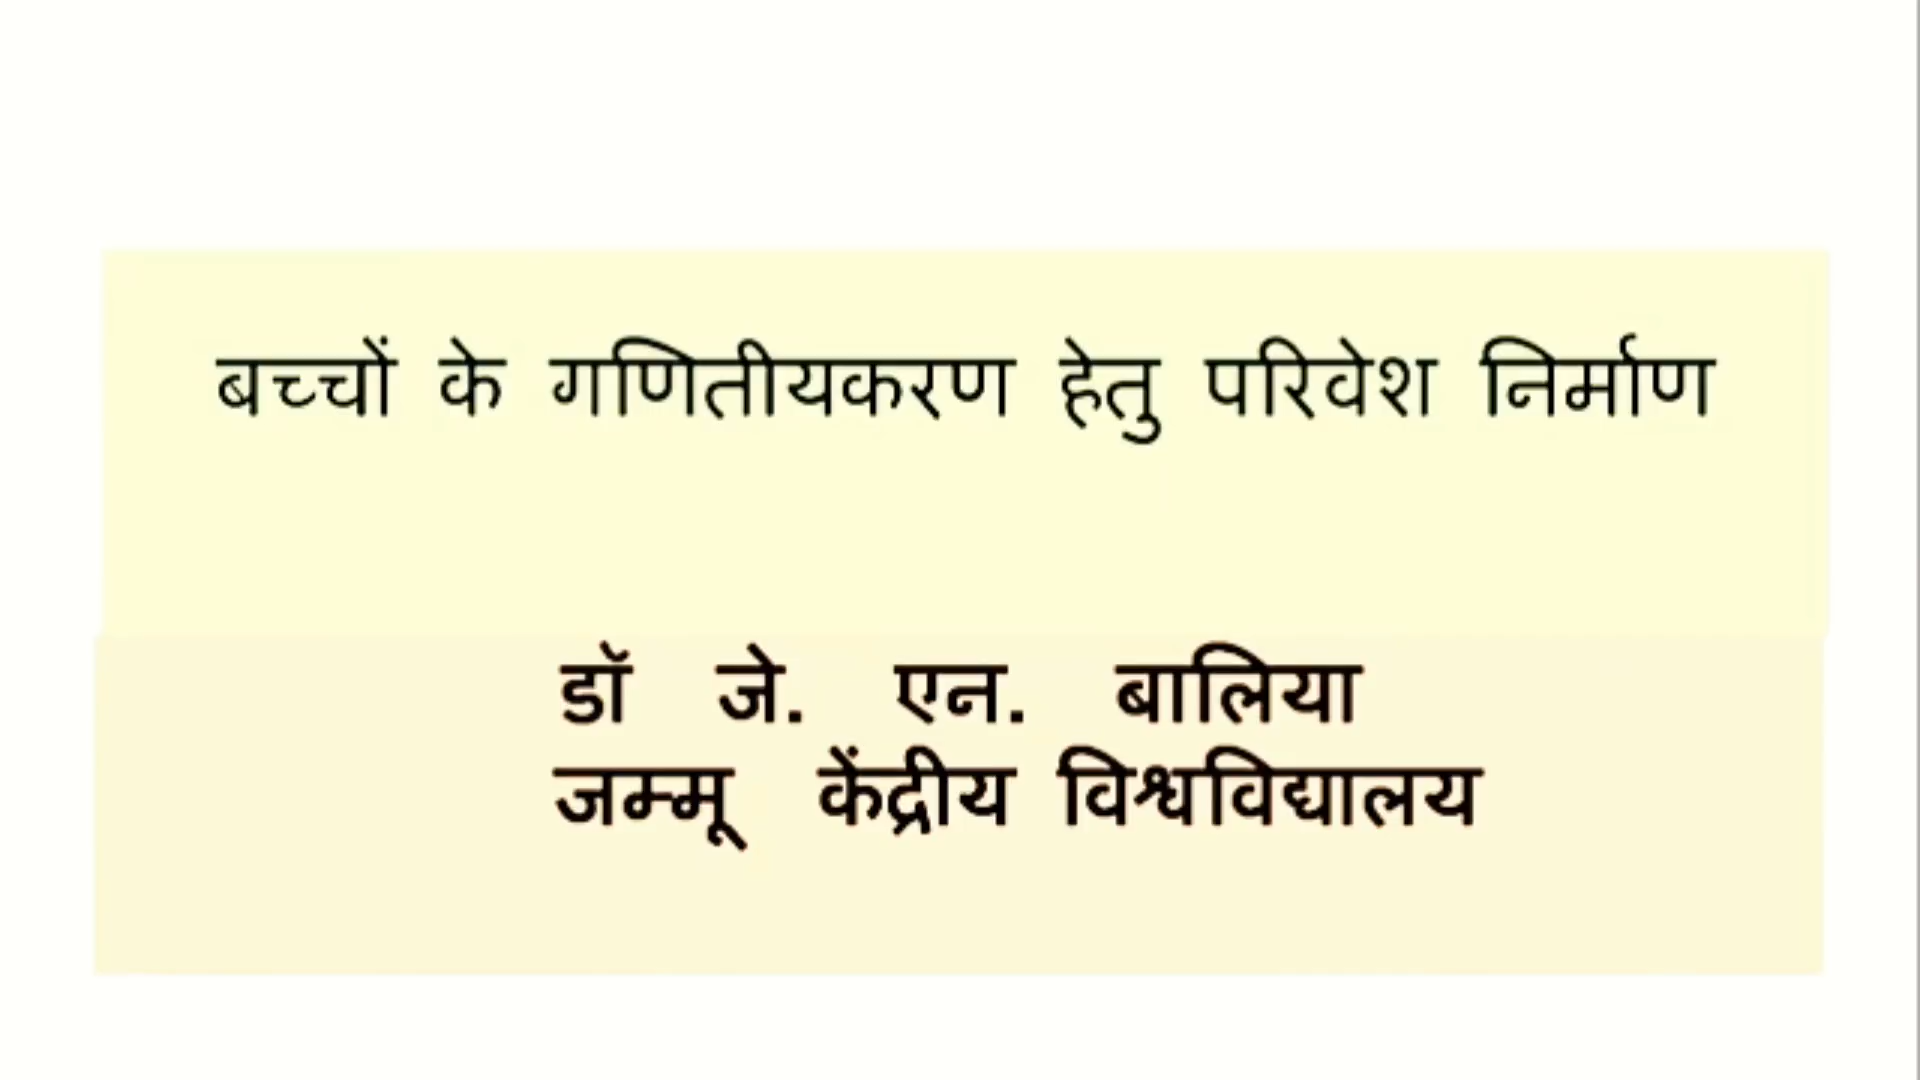 बच्चों के गणितीयकरण हेतु परिवेश निर्माण
डॉ जे. एन. बालिया
जम्मू केंद्रीय विश्वविद्यालय